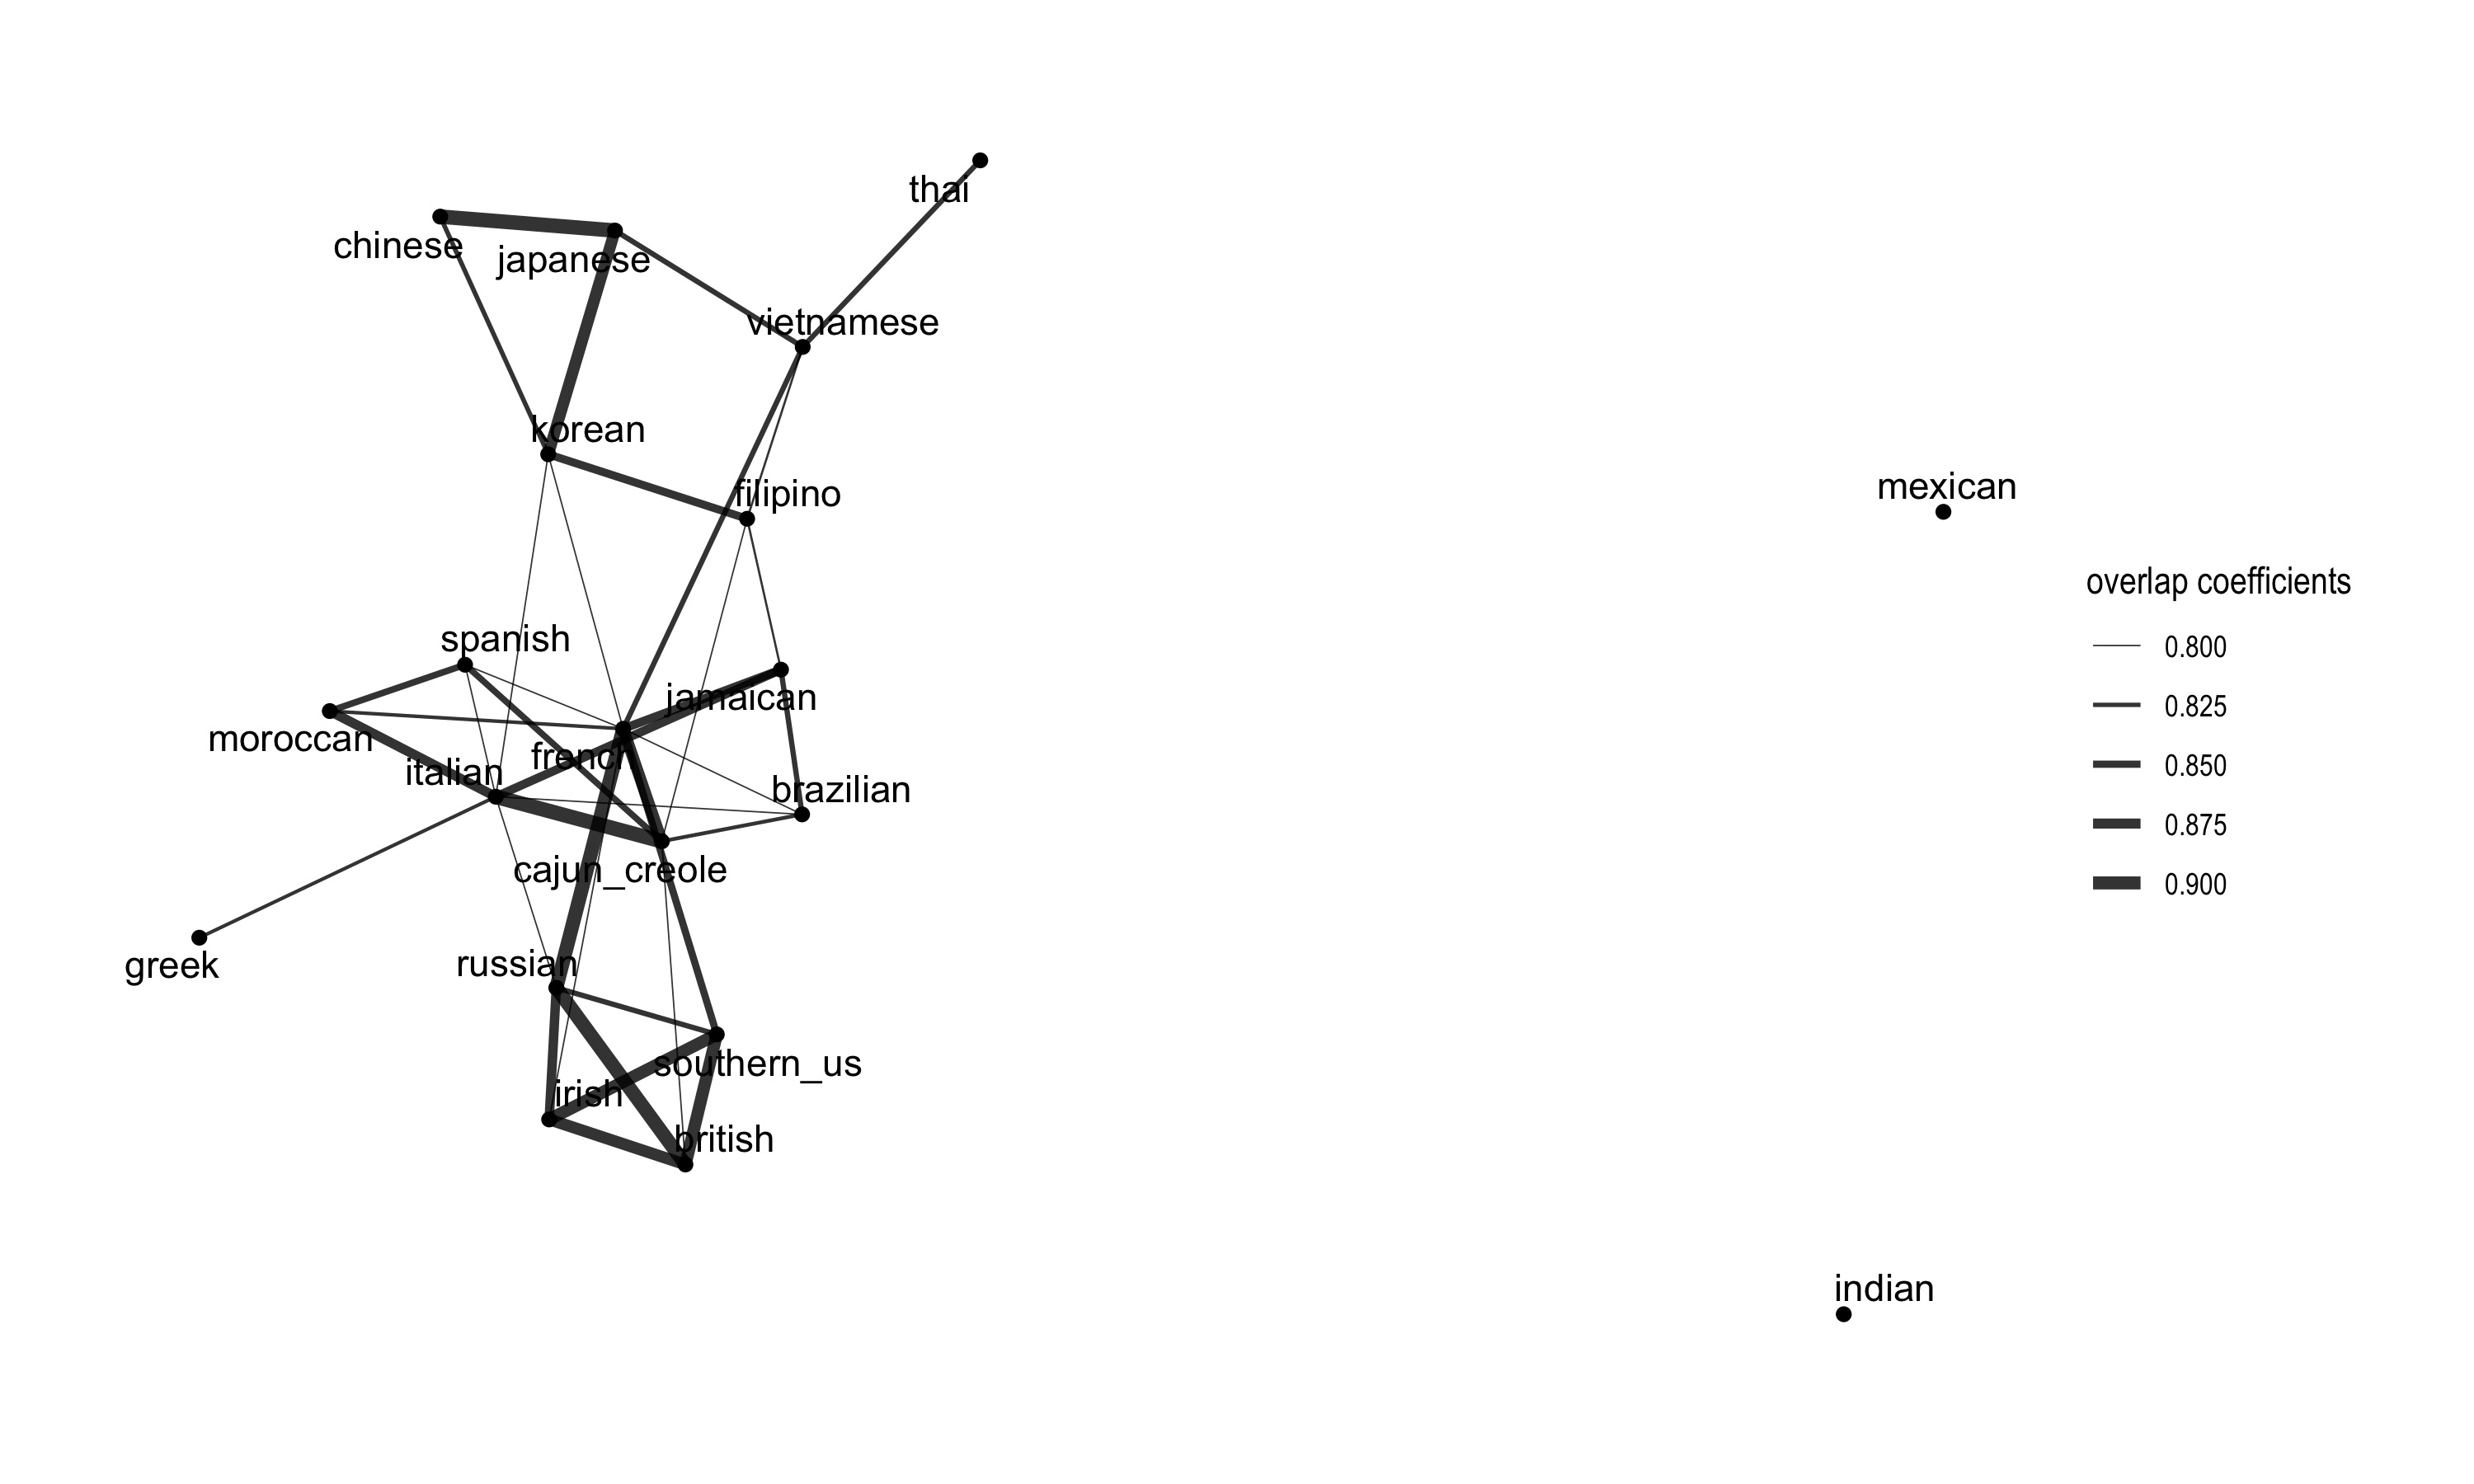 thai
chinese
japanese
vietnamese
korean
filipino
mexican
overlap coefficients
0.800
0.825
0.850
0.875
0.900
spanish
jamaican
moroccan
french
italian
brazilian
cajun_creole
greek
russian
southern_us
irish
british
indian